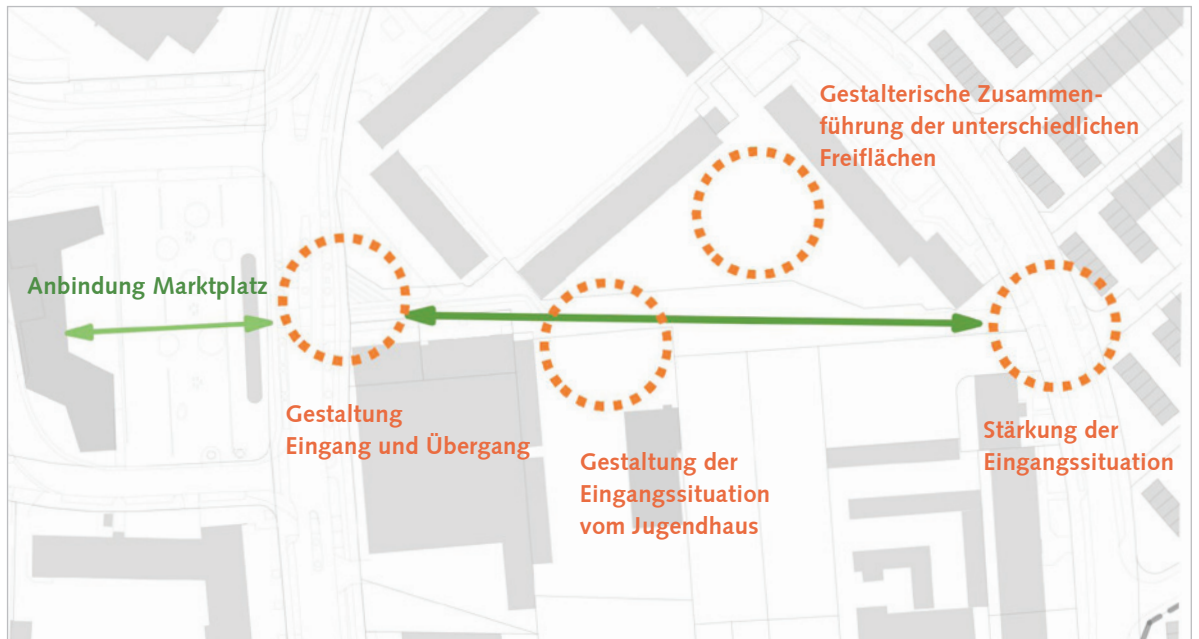 Gestalterische Zusammen-
führung der unterschiedlichen
Freiflächen
Anbindung Marktplatz
Gestaltung
Eingang und Übergang
Gestaltung der
Eingangssituation
vom Jugendhaus
Stärkung der
Eingangssituation